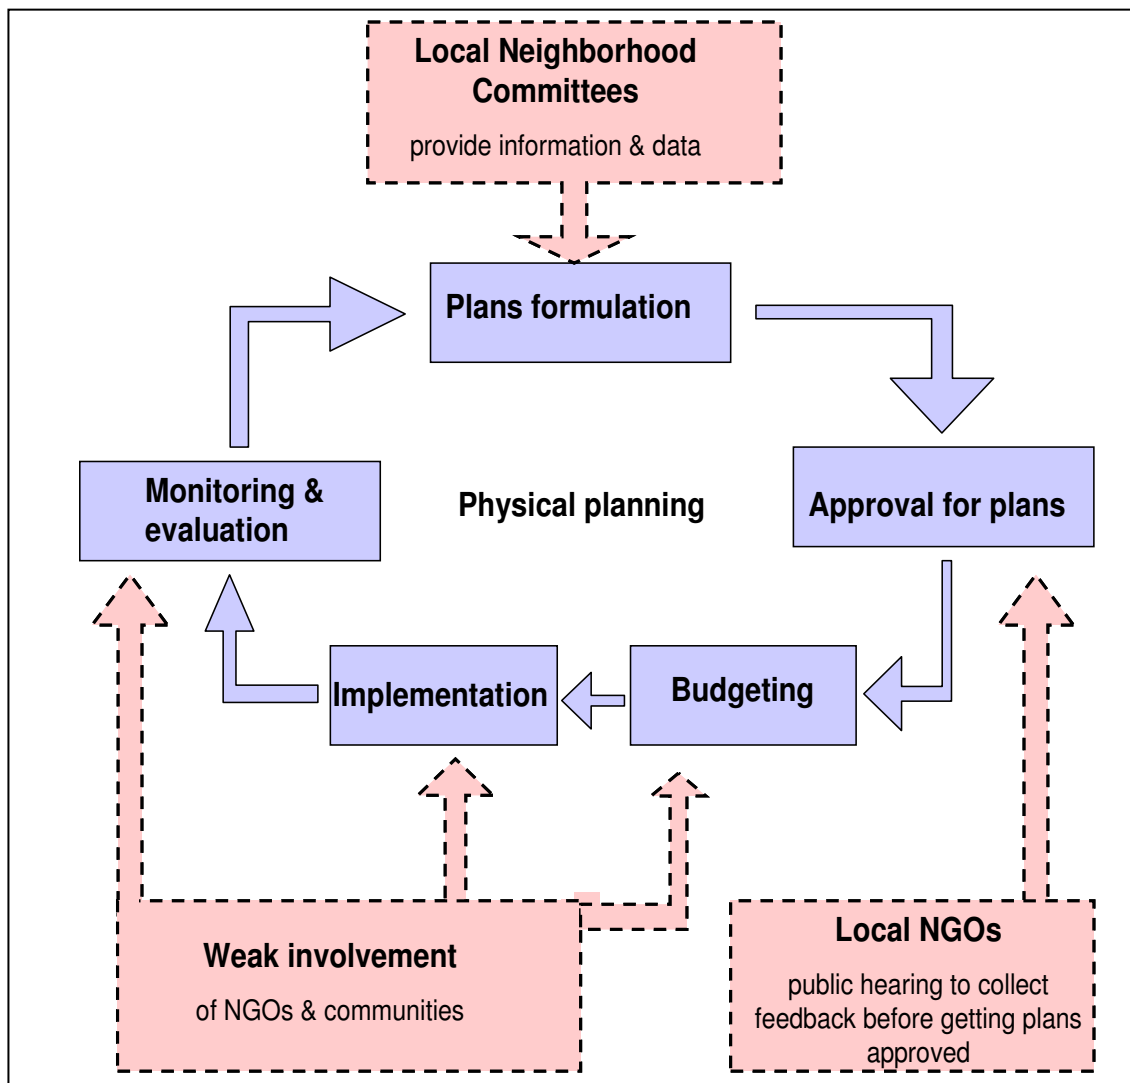 Local Neighborhood
Committees
provide information & data
Plans formulation
Monitoring &
evaluation
Physical planning
Approval for plans
Implementation
Budgeting
Weak involvement
of NGOs & communities
Local NGOs
public hearing to collect
feedback before getting plans
approved